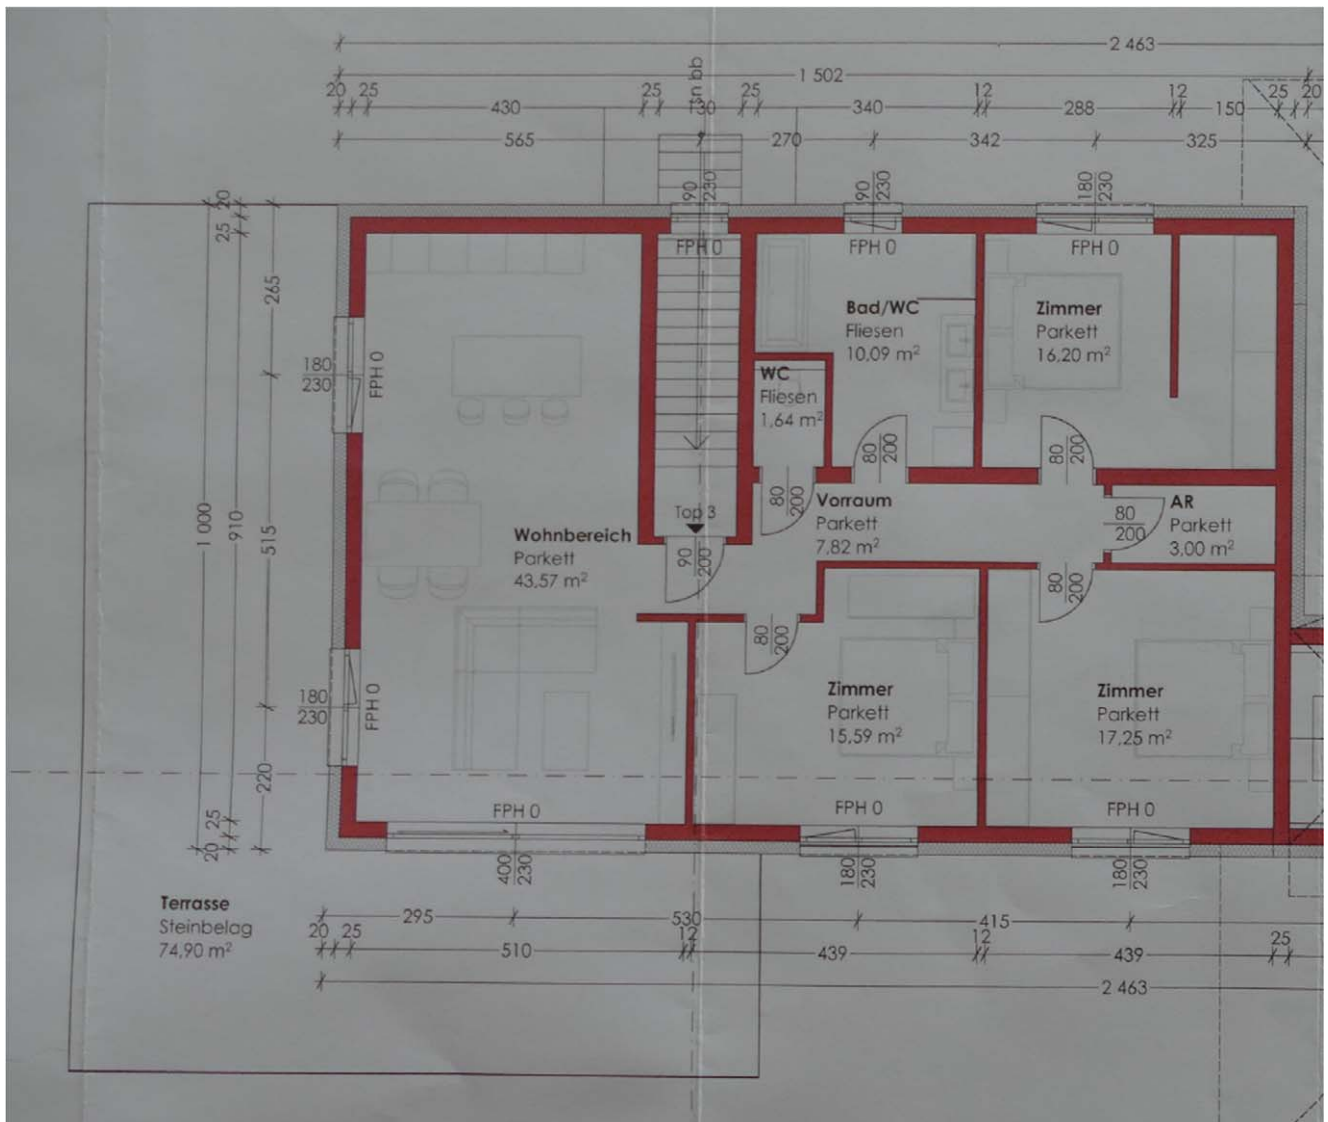 2 463
1 502
20 25 430 25 130 25 340 12 288 12 150 25 20
565 270 342 325
90
230
90
230
180
230
FPH 0
FPH 0
FPH 0
20
25
265
1 000
910
515
220
25
20
180
230
FPH 0
180
230
FPH 0
Bad/WC
Fliesen
10,09 m²
Zimmer
Parkett
16,20 m²
WC
Fliesen
1,64 m²
80
200
80
200
80
200
Top 3
Wohnbereich
Parkett
43,57 m²
90
200
Vorraum
Parkett
7,82 m²
80
200
AR
Parkett
3,00 m²
80
200
80
200
Zimmer
Parkett
15,59 m²
Zimmer
Parkett
17,25 m²
FPH 0
FPH 0
FPH 0
400
230
180
230
180
230
Terrasse
Steinbelag
74,90 m²
295 530 415
20 25 510 12 439 12 439 25
2 463